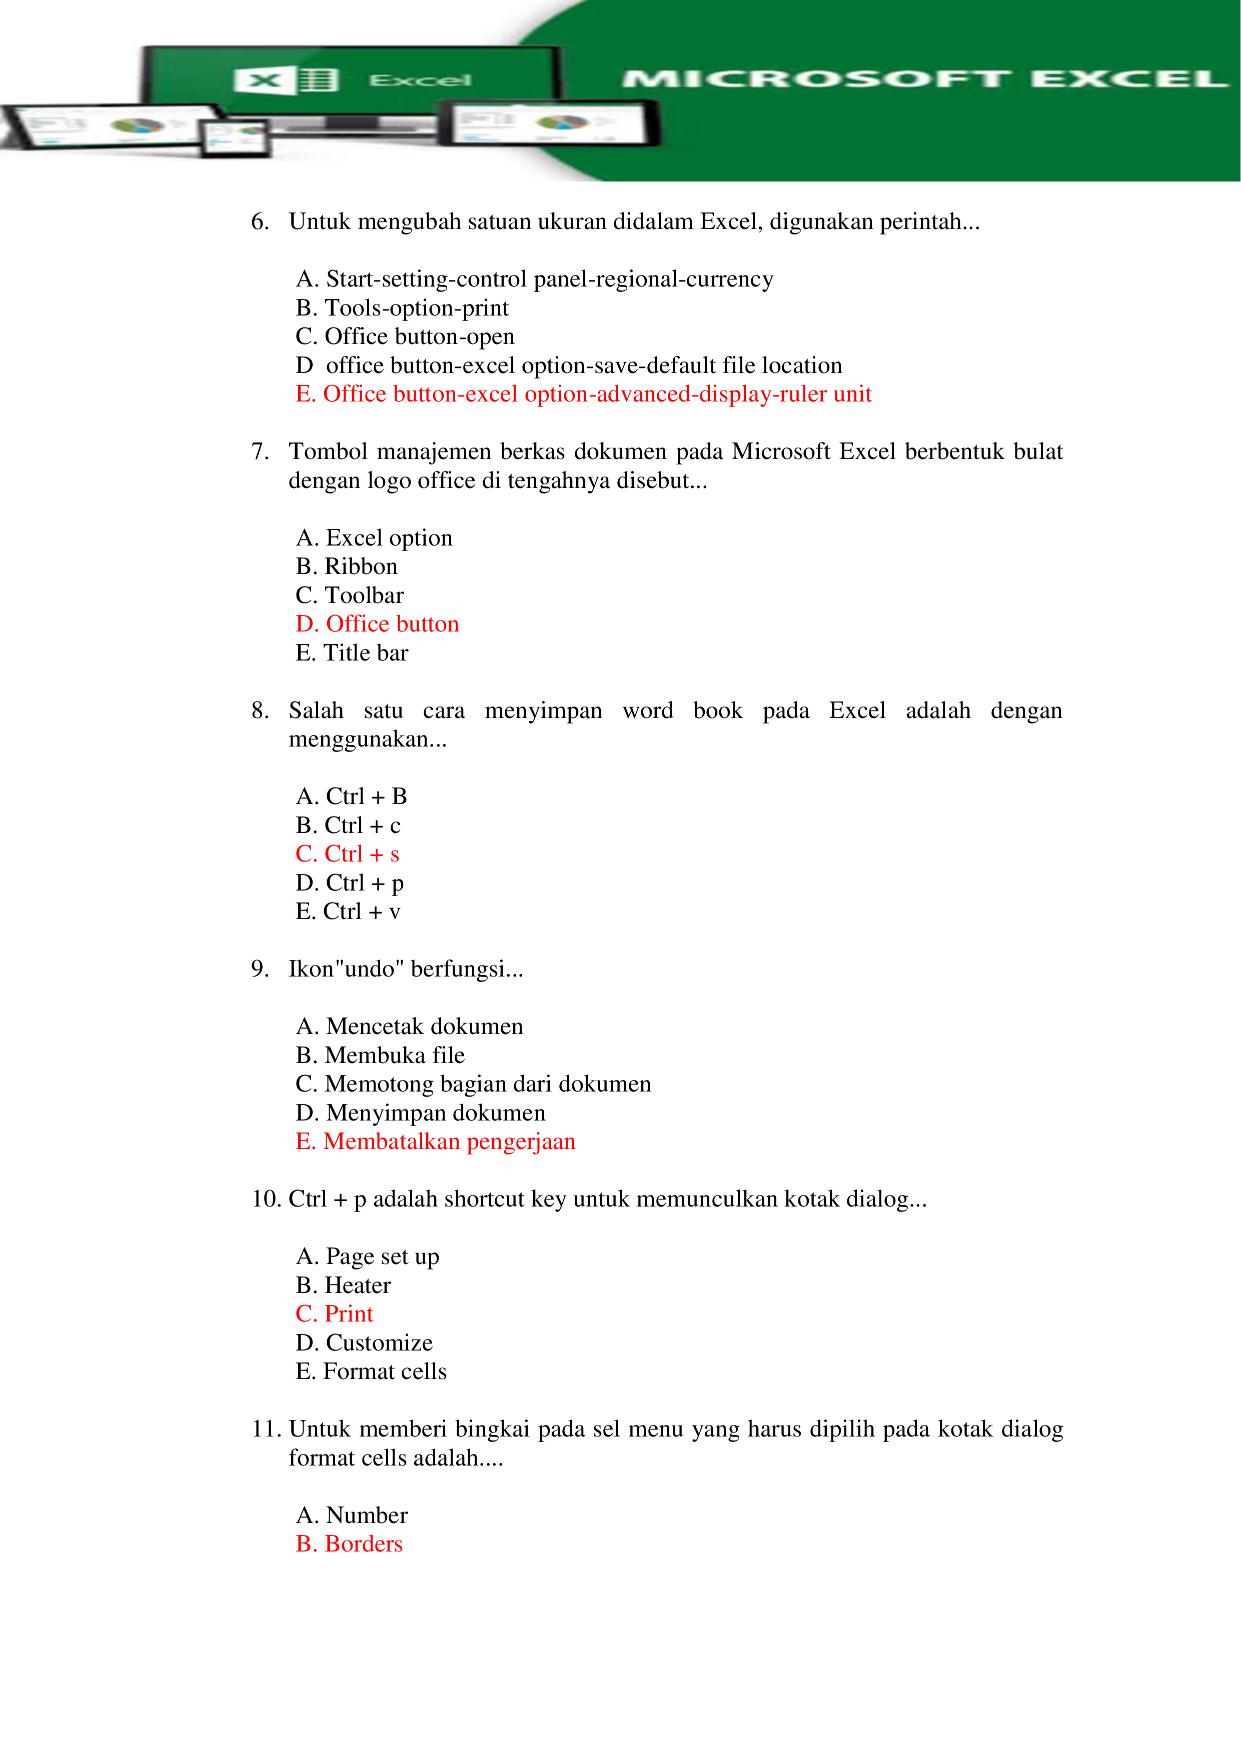 Excel
MICROSOFT EXCEL
6. Untuk mengubah satuan ukuran didalam Excel, digunakan perintah...
A. Start-setting-control panel-regional-currency
B. Tools-option-print
C. Office button-open
D office button-excel option-save-default file location
E. Office button-excel option-advanced-display-ruler unit
7. Tombol manajemen berkas dokumen pada Microsoft Excel berbentuk bulat
dengan logo office di tengahnya disebut...
A. Excel option
B. Ribbon
C. Toolbar
D. Office button
E. Title bar
8. Salah satu cara menyimpan word book pada Excel adalah dengan
menggunakan...
A. Ctrl + B
B. Ctrl + c
C. Ctrl + s
D. Ctrl + p
E. Ctrl + v
9. Ikon"undo" berfungsi...
A. Mencetak dokumen
B. Membuka file
C. Memotong bagian dari dokumen
D. Menyimpan dokumen
E. Membatalkan pengerjaan
10. Ctrl + p adalah shortcut key untuk memunculkan kotak dialog...
A. Page set up
B. Heater
C. Print
D. Customize
E. Format cells
11. Untuk memberi bingkai pada sel menu yang harus dipilih pada kotak dialog
format cells adalah....
A. Number
B. Borders